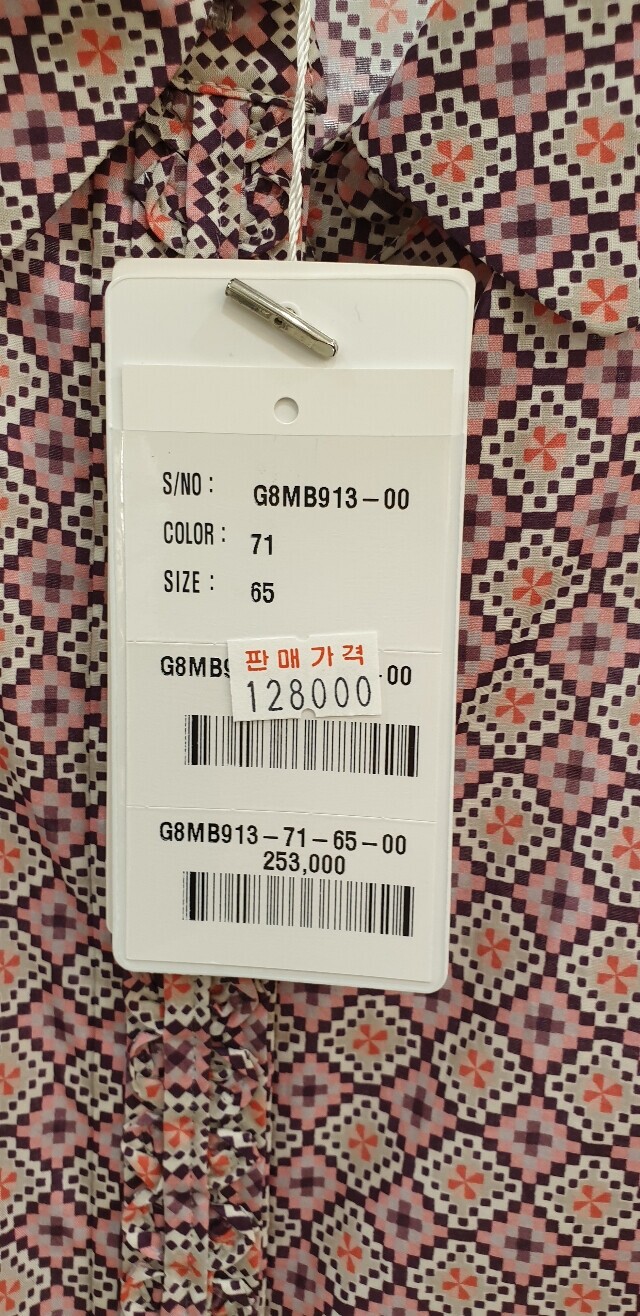 S/NO : G8MB913-00
COLOR : 71
SIZE : 65
판매가격
G8MB9 -00
128000
G8MB913-71-65-00
253,000